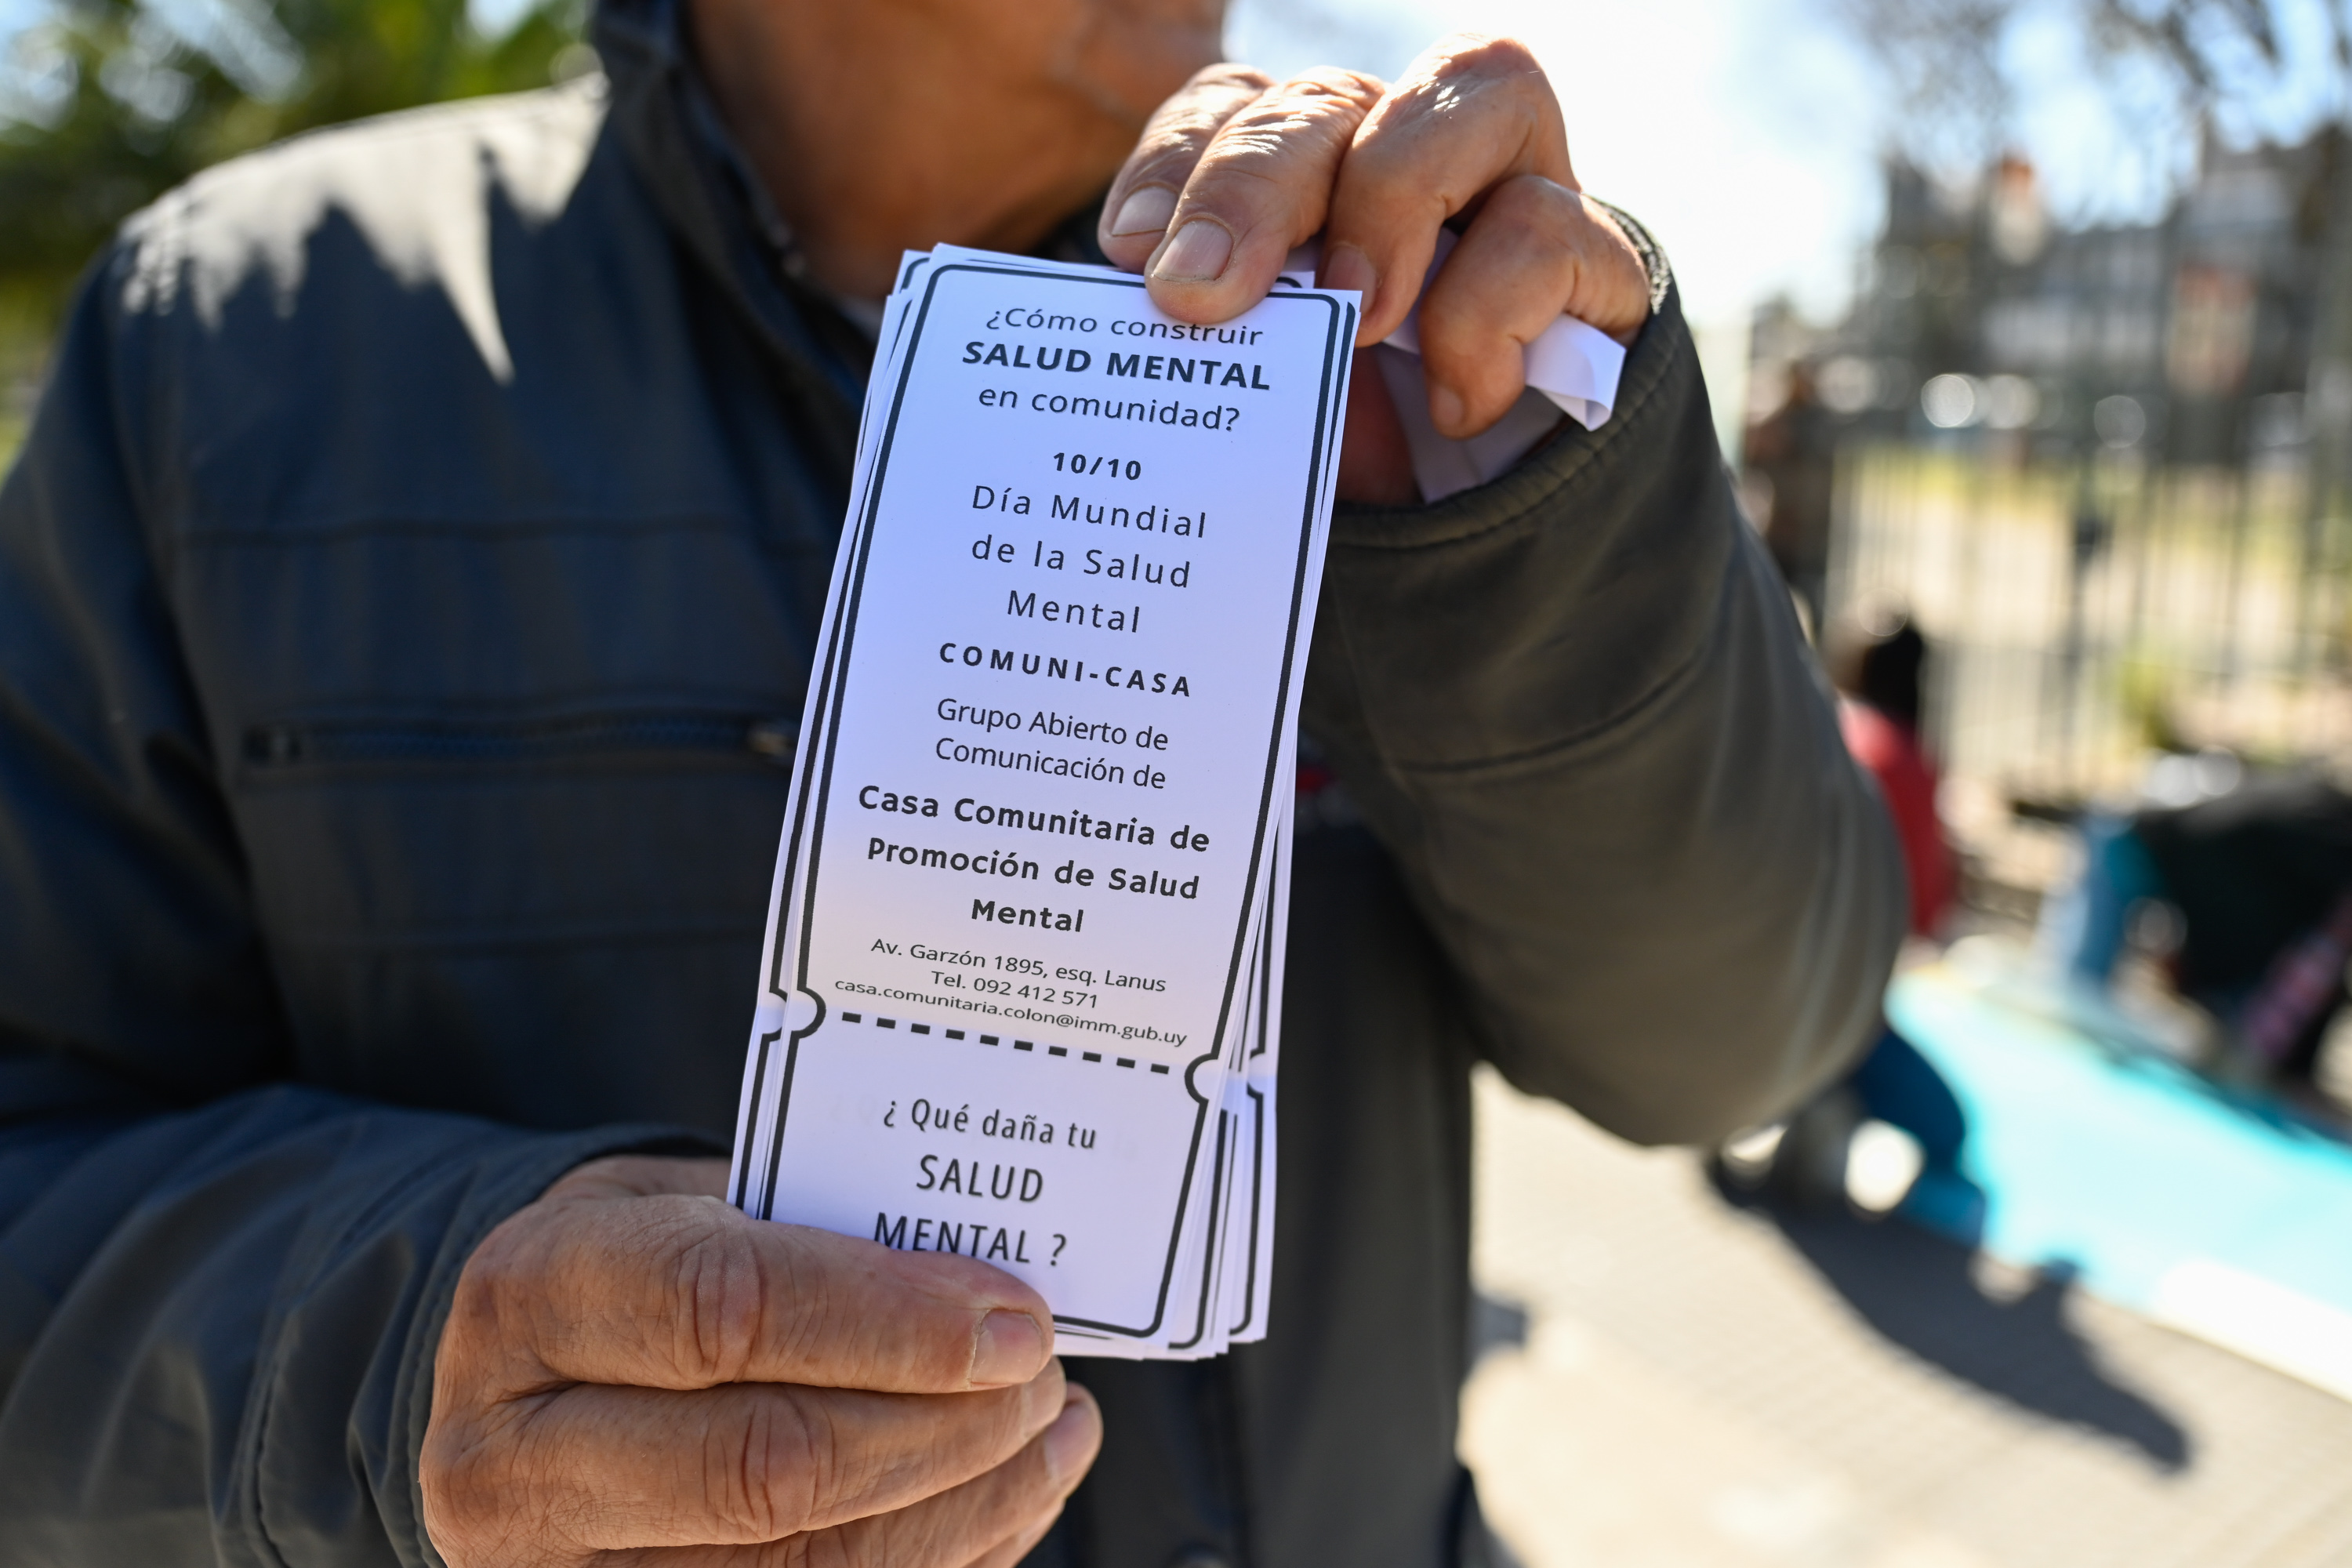 ¿Cómo construir
SALUD MENTAL
en comunidad?
10/10
Día Mundial
de la Salud
Mental
COMUNI-CASA
Grupo Abierto de
Comunicación de
Casa Comunitaria de
Promoción de Salud
Mental
Av. Garzón 1895, esq. Lanus
Tel. 092 412 571
casa.comunitaria.colon@imm.gub.uy
¿ Qué daña tu
SALUD
MENTAL ?